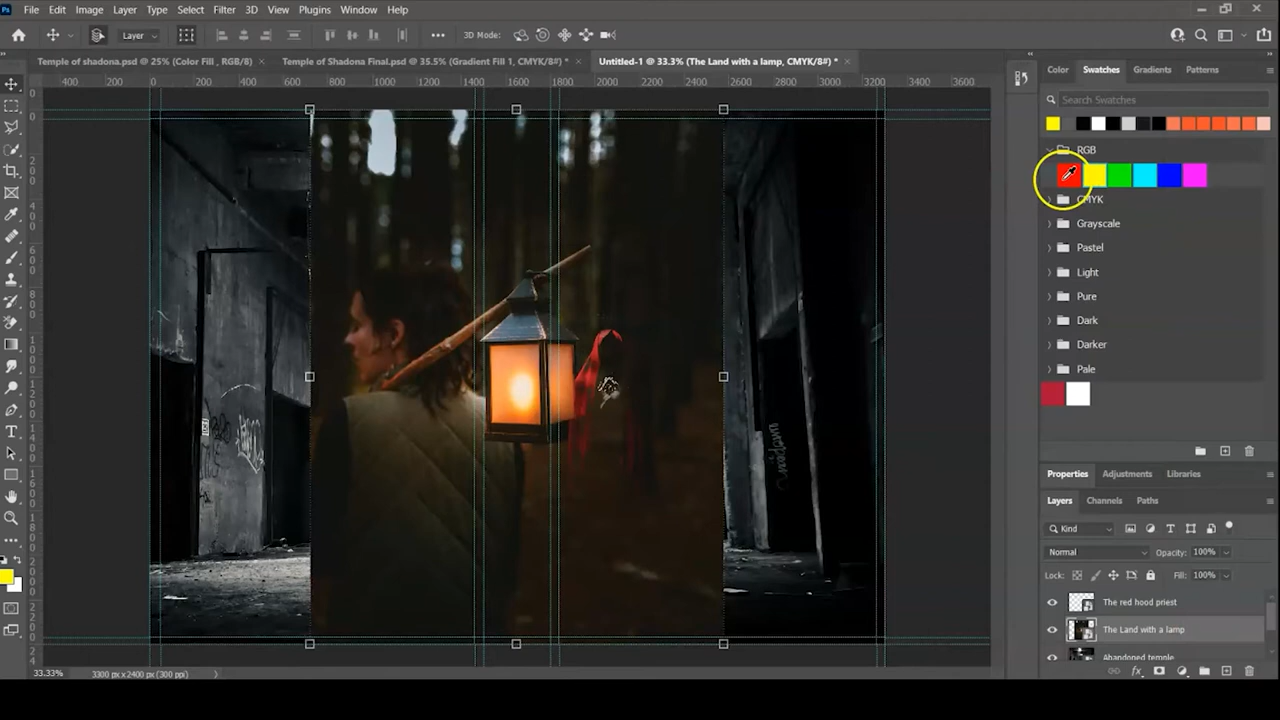 Ps File Edit Image Layer Type Select Filter 3D View Plugins Window Help
Layer 3D Mode:
Temple of shadona.psd @ 25% (Color Fill , RGB/8) × Temple of Shadona Final.psd @ 35.5% (Gradient Fill 1, CMYK/8#) * × Untitled-1 @ 33.3% (The Land with a lamp, CMYK/8#) * ×
Color Swatches Gradients Patterns
400 200 0 200 400 600 800 1000 1200 1400 1600 1800 2000 2200 2400 2600 2800 3000 3200 3400 3600
Search Swatches
RGB
CMYK
Grayscale
Pastel
Light
Pure
Dark
Darker
Pale
Properties Adjustments Libraries
Layers Channels Paths
Kind
Normal Opacity: 100%
Lock: Fill: 100%
The red hood priest
The Land with a lamp
Abandoned temple
33.33% 3300 px x 2400 px (300 ppi)